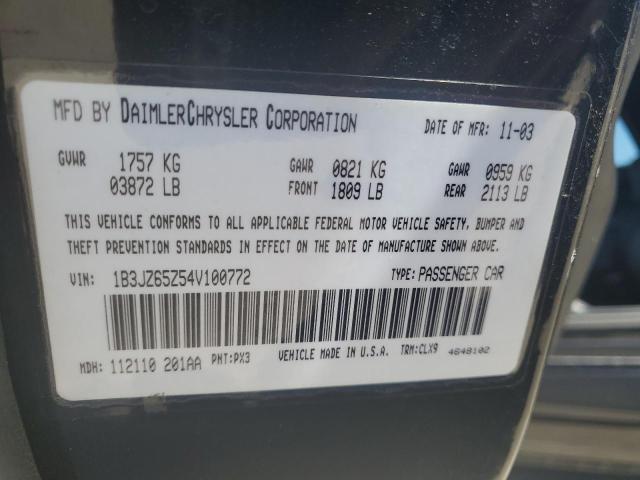 MFD BY DAIMLERCHRYSLER CORPORATION DATE OF MFR: 11-03
GVWR 1757 KG GAWR 0821 KG GAWR 0959 KG
03872 LB FRONT 1809 LB REAR 2113 LB
THIS VEHICLE CONFORMS TO ALL APPLICABLE FEDERAL MOTOR VEHICLE SAFETY, BUMPER AND
THEFT PREVENTION STANDARDS IN EFFECT ON THE DATE OF MANUFACTURE SHOWN ABOVE.
VIN: 1B3JZ65Z54V100772 TYPE: PASSENGER CAR
MDH: 112110 201AA PNT: PX3 VEHICLE MADE IN U.S.A. TRM: CLX9 4648102